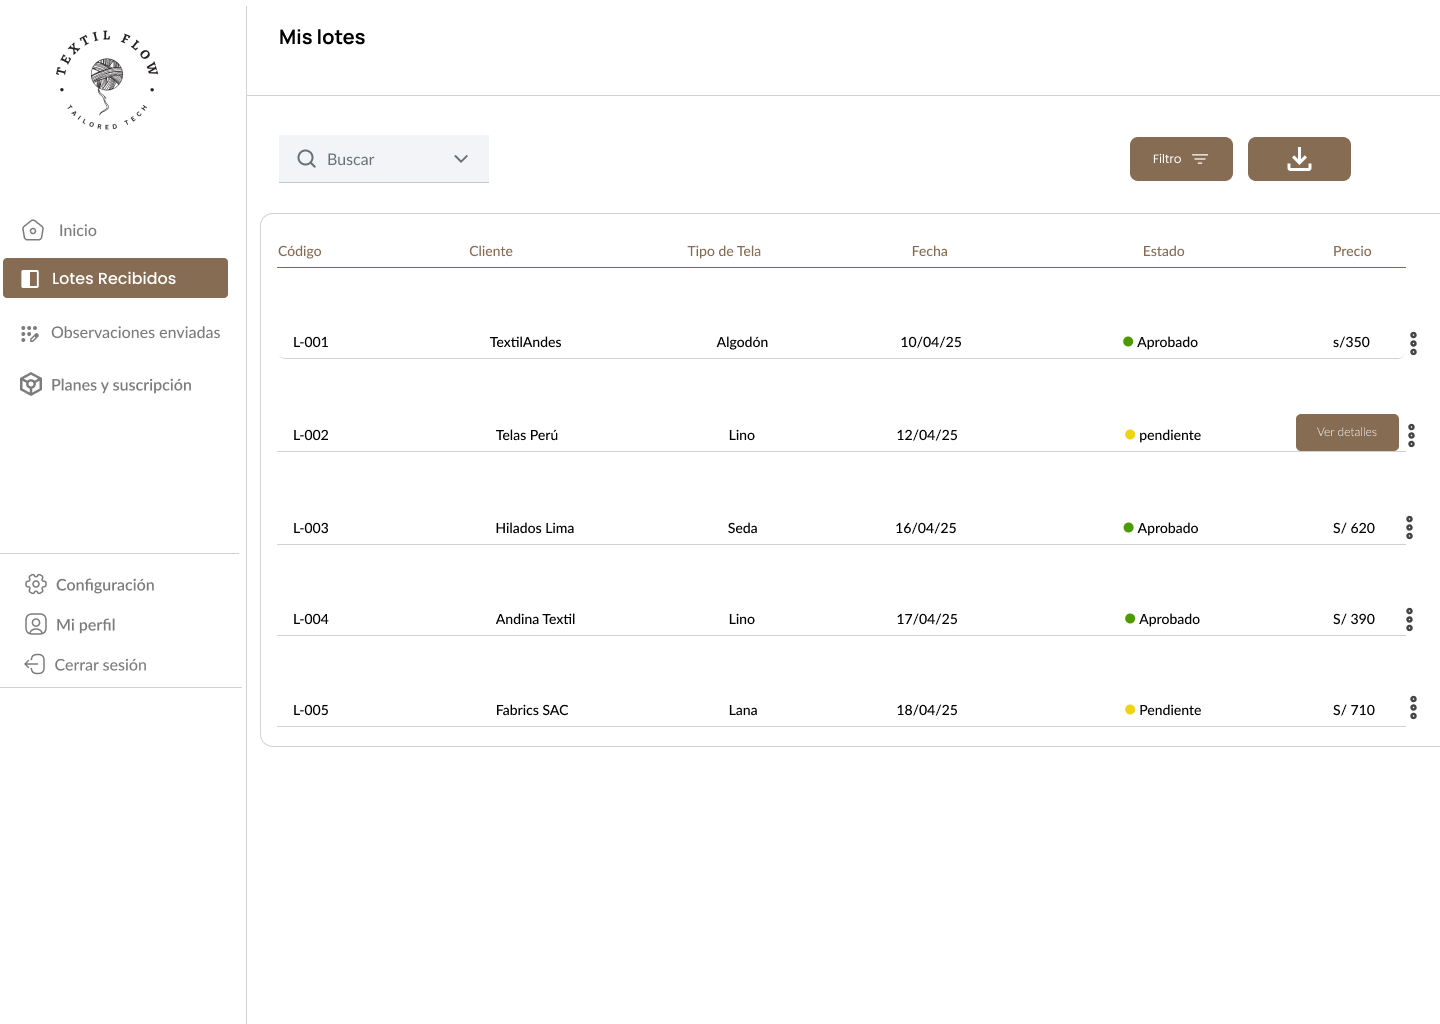 TEXTIL FLOW
TAILORED TECH
Inicio
Lotes Recibidos
Observaciones enviadas
Planes y suscripción
Configuración
Mi perfil
Cerrar sesión
Mis lotes
Buscar
Filtro
Código Cliente Tipo de Tela Fecha Estado Precio
L-001 TextilAndes Algodón 10/04/25 Aprobado s/350
L-002 Telas Perú Lino 12/04/25 pendiente Ver detalles
L-003 Hilados Lima Seda 16/04/25 Aprobado S/ 620
L-004 Andina Textil Lino 17/04/25 Aprobado S/ 390
L-005 Fabrics SAC Lana 18/04/25 Pendiente S/ 710